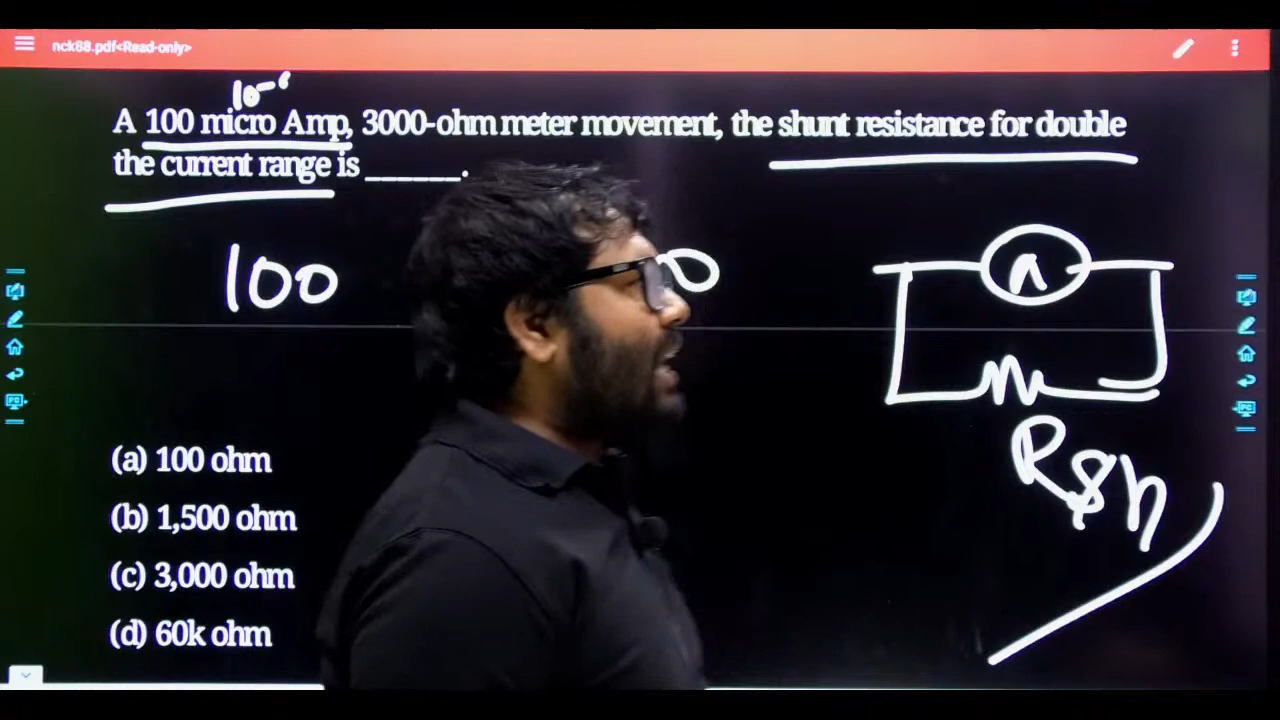 nck88.pdf<Read-only>
10⁻⁶
A 100 micro Amp, 3000-ohm meter movement, the shunt resistance for double
the current range is ______.
100
A
Rsh
(a) 100 ohm
(b) 1,500 ohm
(c) 3,000 ohm
(d) 60k ohm